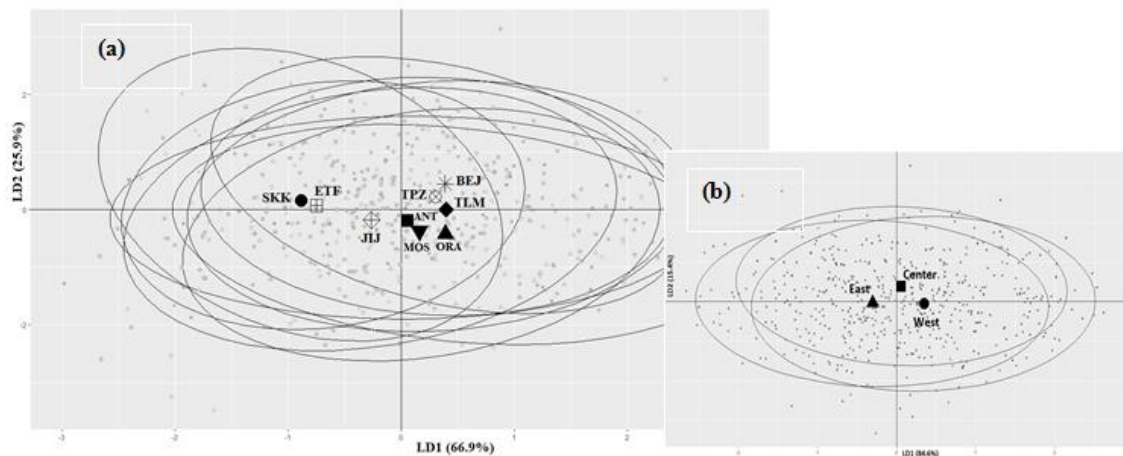 (a)
LD2 (25.9%)
2
0
-2
SKK
ETF
JIJ
TPZ
BEJ
TLM
ANT
MOS
ORA
-3
-2
-1
0
1
2
LD1 (66.9%)
(b)
Center
East
West